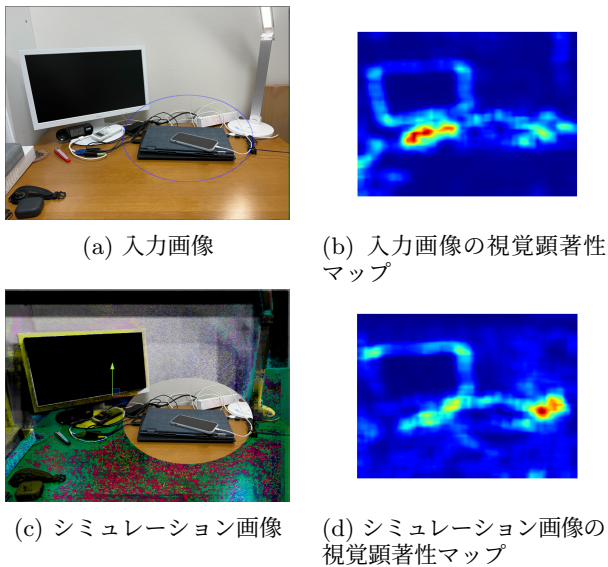 (a) 入力画像
(b) 入力画像の視覚顕著性
マップ
(c) シミュレーション画像
(d) シミュレーション画像の
視覚顕著性マップ